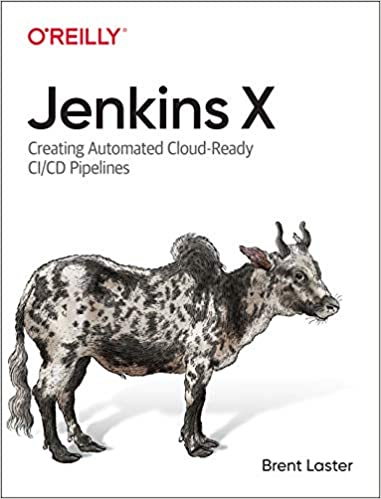 O'REILLY®
Jenkins X
Creating Automated Cloud-Ready
CI/CD Pipelines
Brent Laster